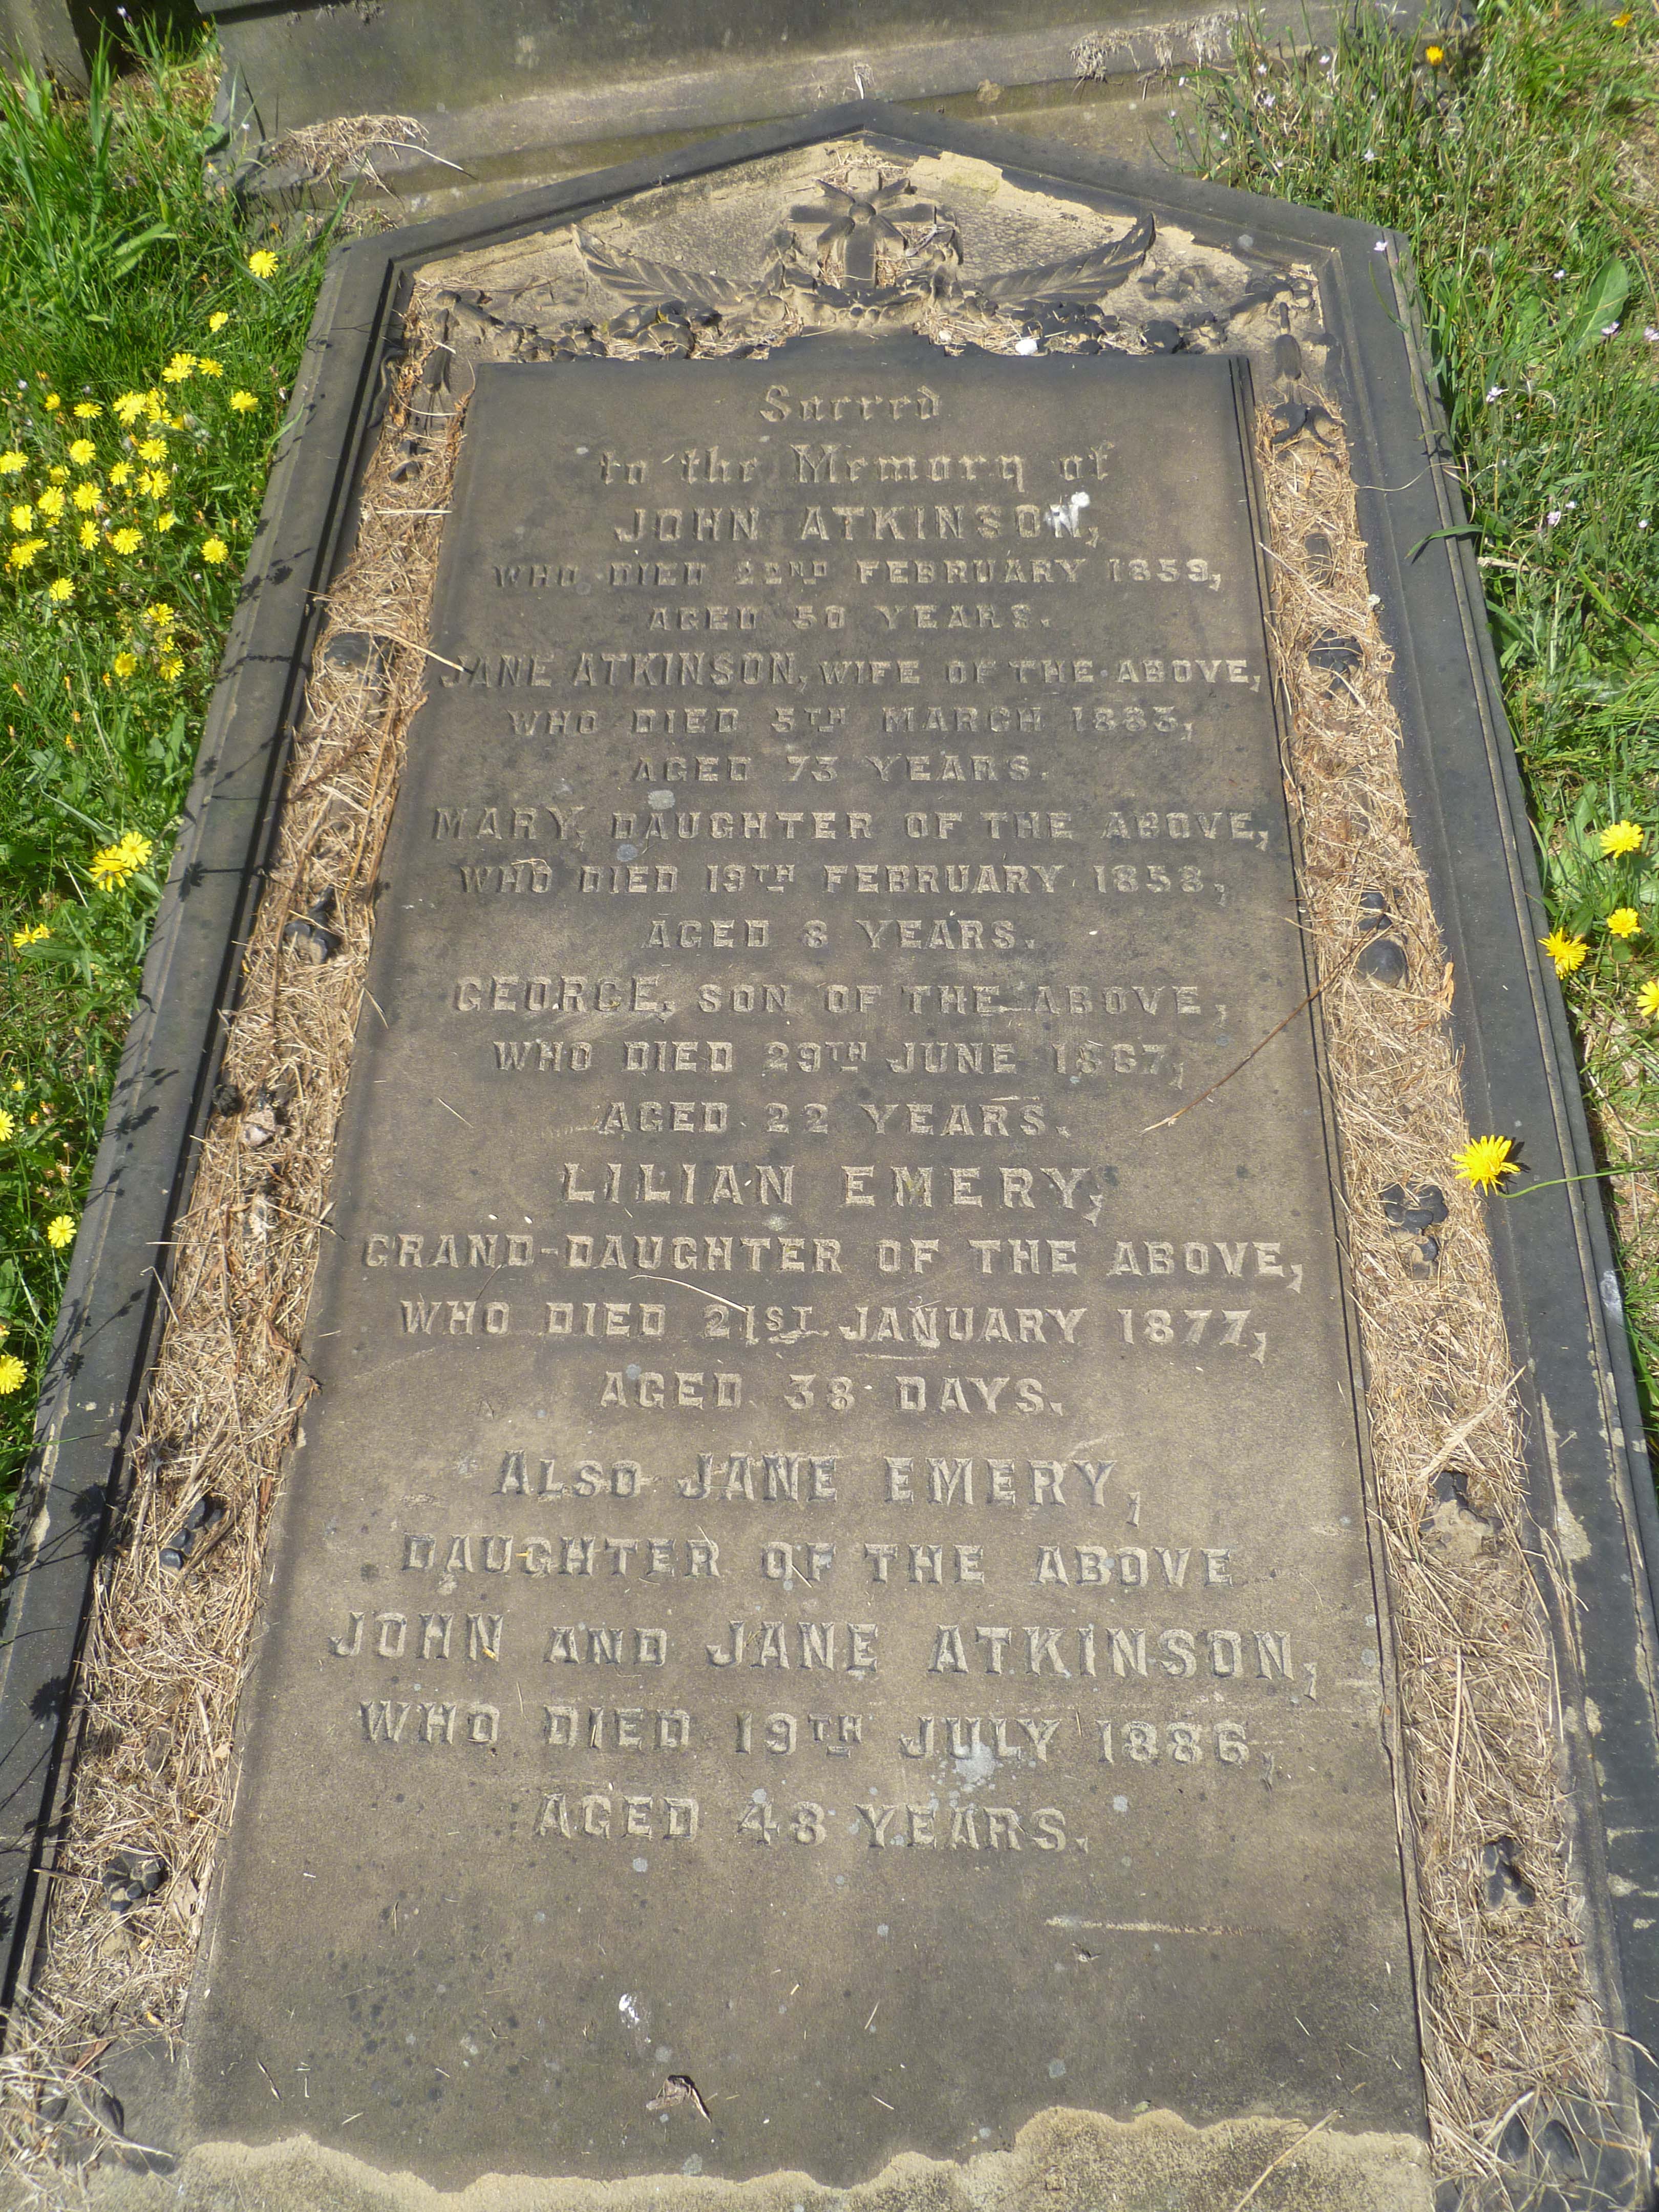 Sacred
to the Memory of
JOHN ATKINSON,
WHO DIED 22ND FEBRUARY 1859,
AGED 50 YEARS.
JANE ATKINSON, WIFE OF THE ABOVE,
WHO DIED 5TH MARCH 1883,
AGED 73 YEARS.
MARY, DAUGHTER OF THE ABOVE,
WHO DIED 19TH FEBRUARY 1858,
AGED 8 YEARS.
GEORGE, SON OF THE ABOVE,
WHO DIED 29TH JUNE 1867,
AGED 22 YEARS.
LILIAN EMERY,
GRAND-DAUGHTER OF THE ABOVE,
WHO DIED 21ST JANUARY 1877,
AGED 38 DAYS.
ALSO JANE EMERY,
DAUGHTER OF THE ABOVE
JOHN AND JANE ATKINSON,
WHO DIED 19TH JULY 1886,
AGED 48 YEARS.